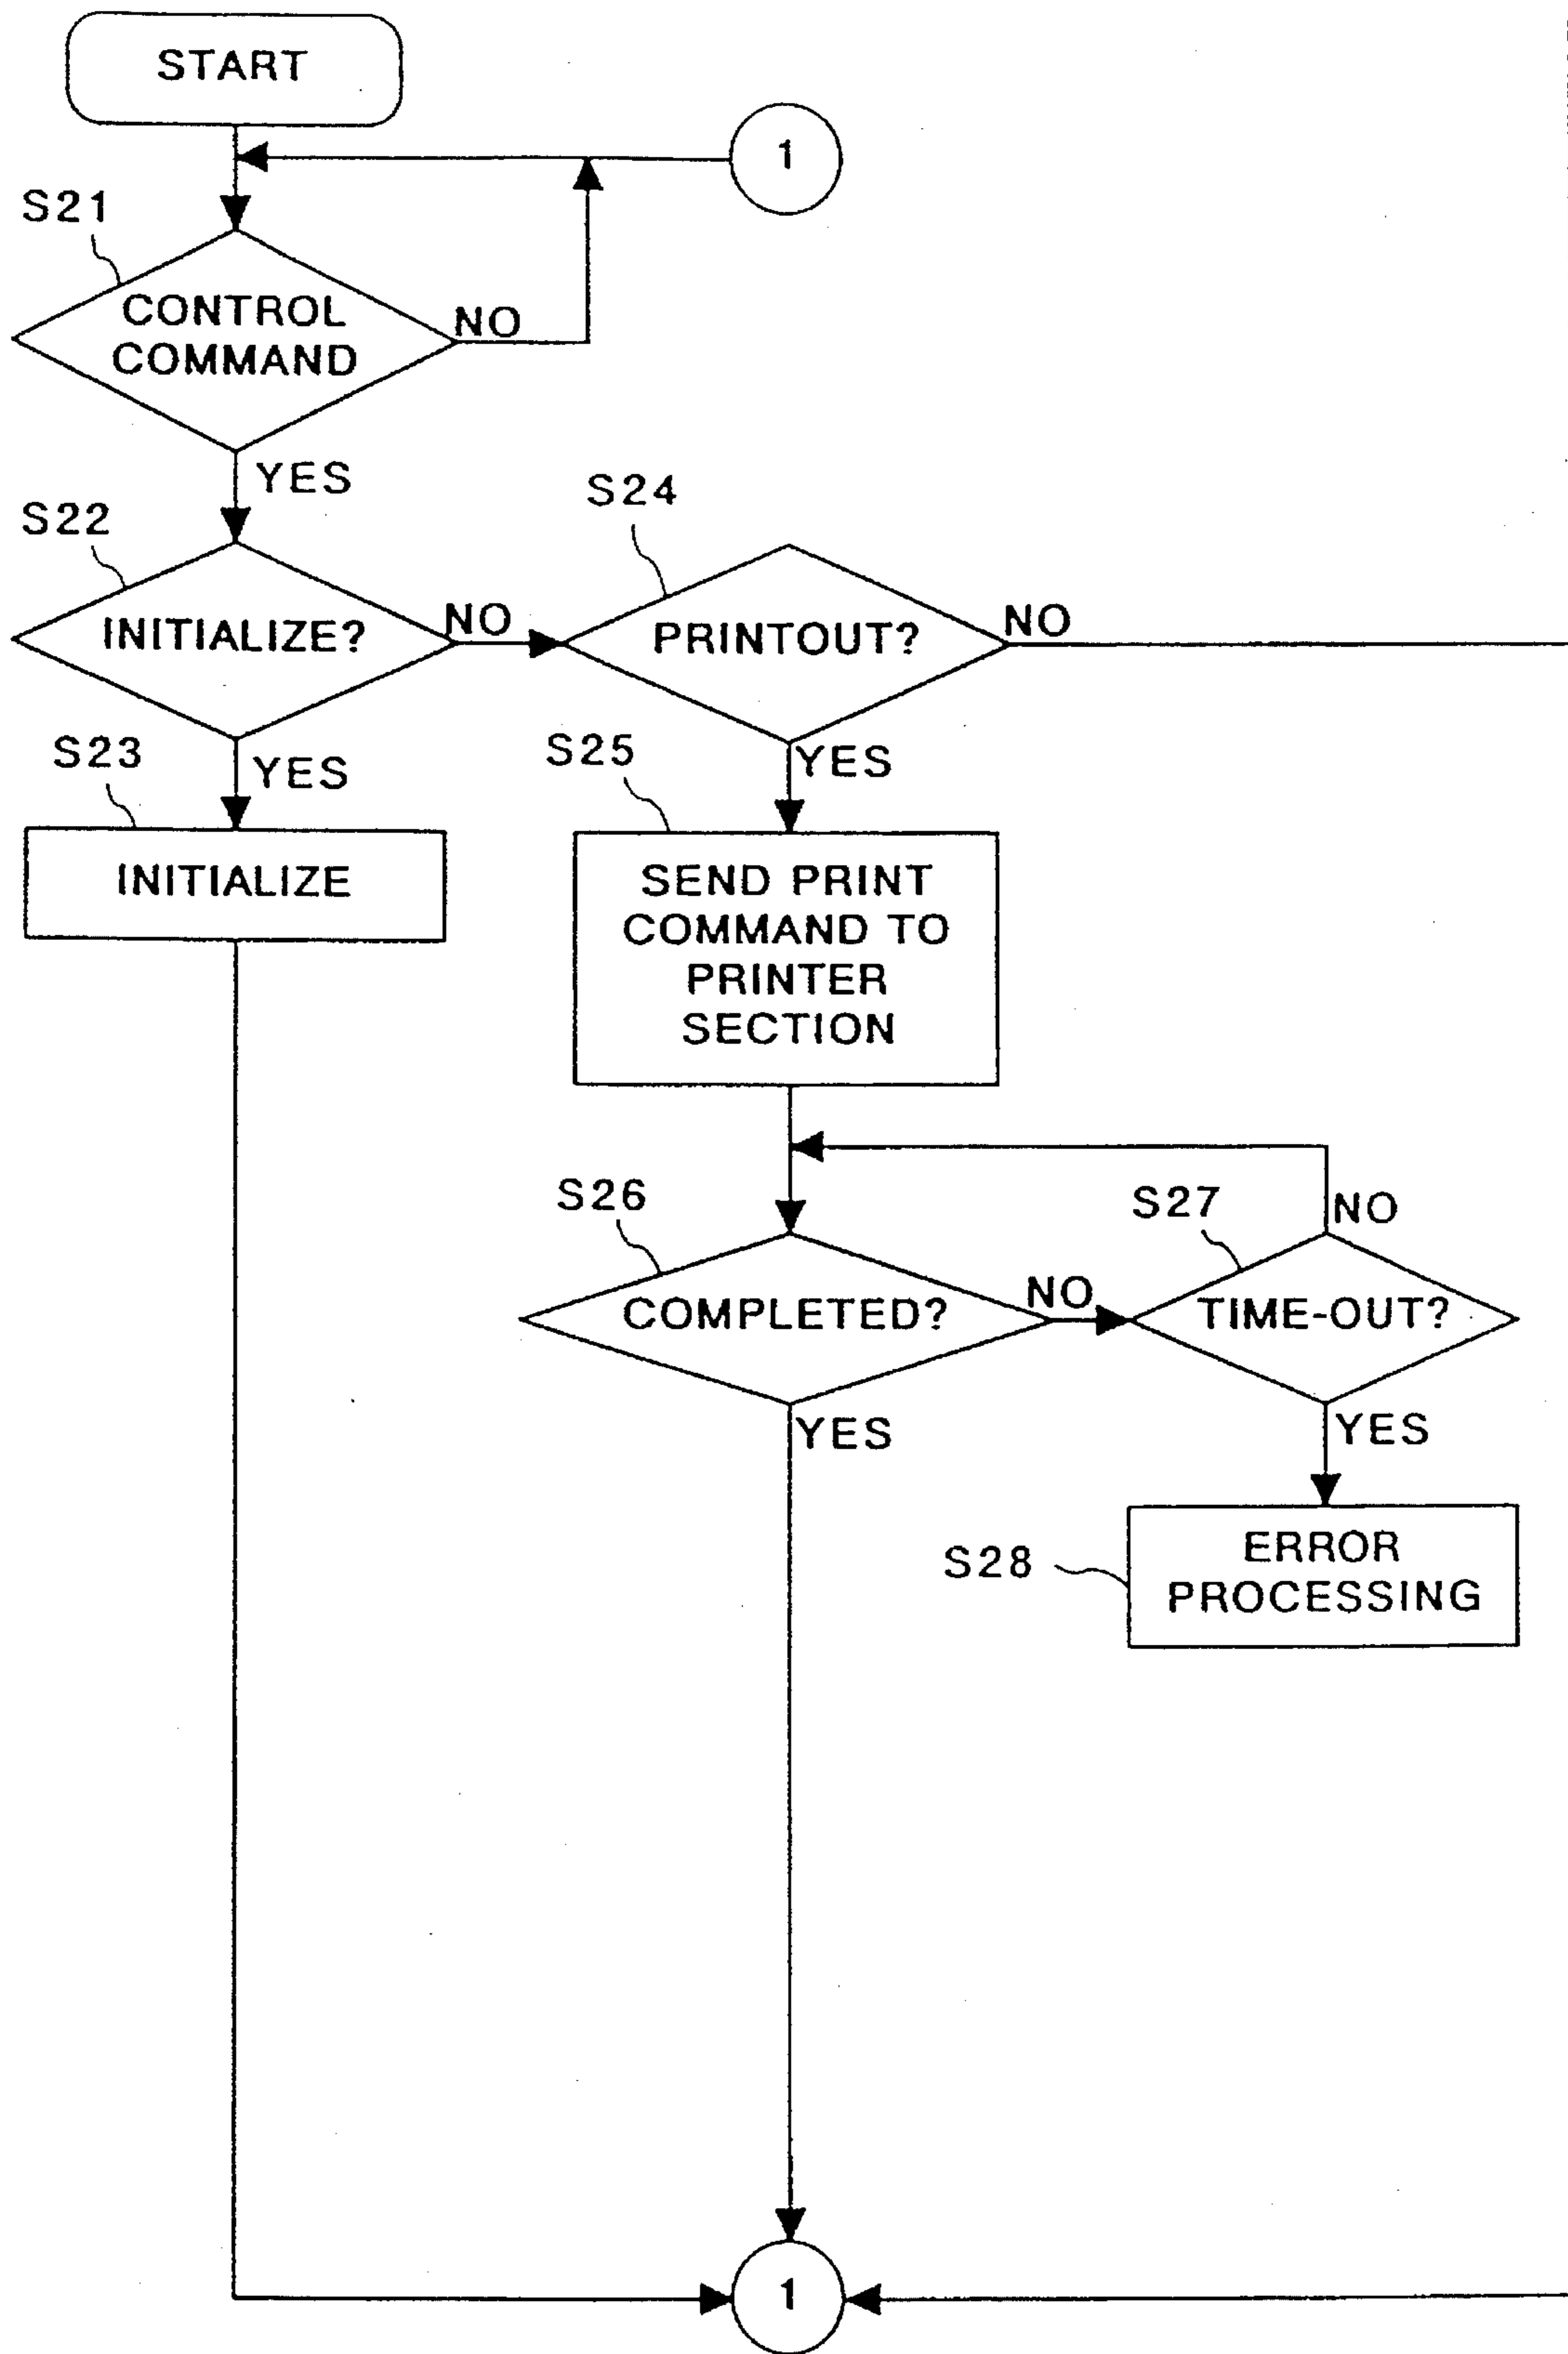 START
1
S21
CONTROL
COMMAND
NO
YES
S22
INITIALIZE?
NO
S24
PRINTOUT?
NO
S23
YES
INITIALIZE
S25
YES
SEND PRINT
COMMAND TO
PRINTER
SECTION
S26
COMPLETED?
NO
YES
S27
NO
TIME-OUT?
YES
S28
ERROR
PROCESSING
1